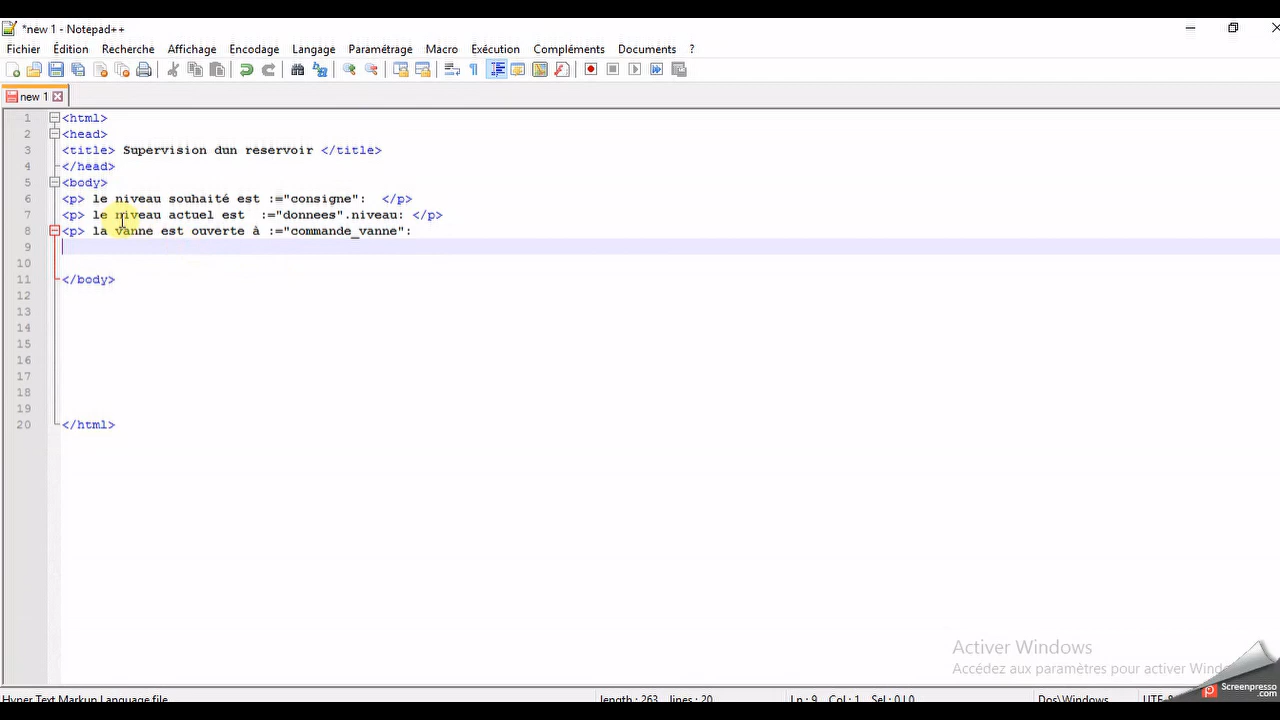 *new 1 - Notepad++
Fichier Édition Recherche Affichage Encodage Langage Paramétrage Macro Exécution Compléments Documents ?
new 1
1 <html>
2 <head>
3 <title> Supervision dun reservoir </title>
4 </head>
5 <body>
6 <p> le niveau souhaité est :="consigne":  </p>
7 <p> le niveau actuel est  :="donnees".niveau: </p>
8 <p> la vanne est ouverte à :="commande_vanne":
9
10
11 </body>
12
13
14
15
16
17
18
19
20 </html>
Activer Windows
Accédez aux paramètres pour activer
Screenpresso
.com
Hyper Text Markup Language file length : 263 lines : 20 Ln : 9 Col : 1 Sel : 0 | 0 Dos\Windows